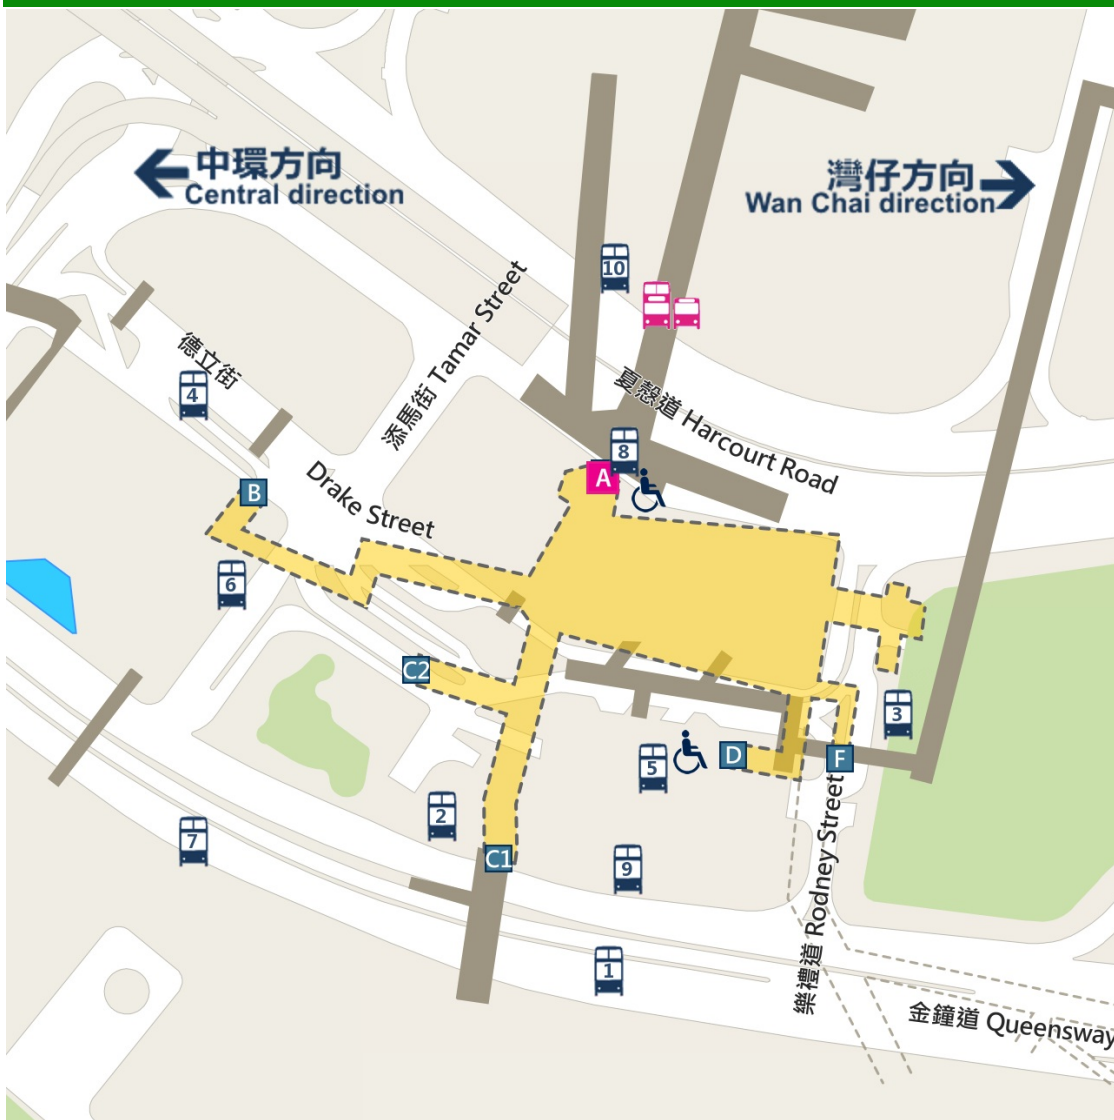 中環方向
Central direction
灣仔方向
Wan Chai direction
10
添馬街 Tamar Street
德立街
4
夏慤道 Harcourt Road
8
A
B
Drake Street
6
C2
3
5
D
F
2
7
C1
9
樂禮道 Rodney Street
1
金鐘道 Queensway